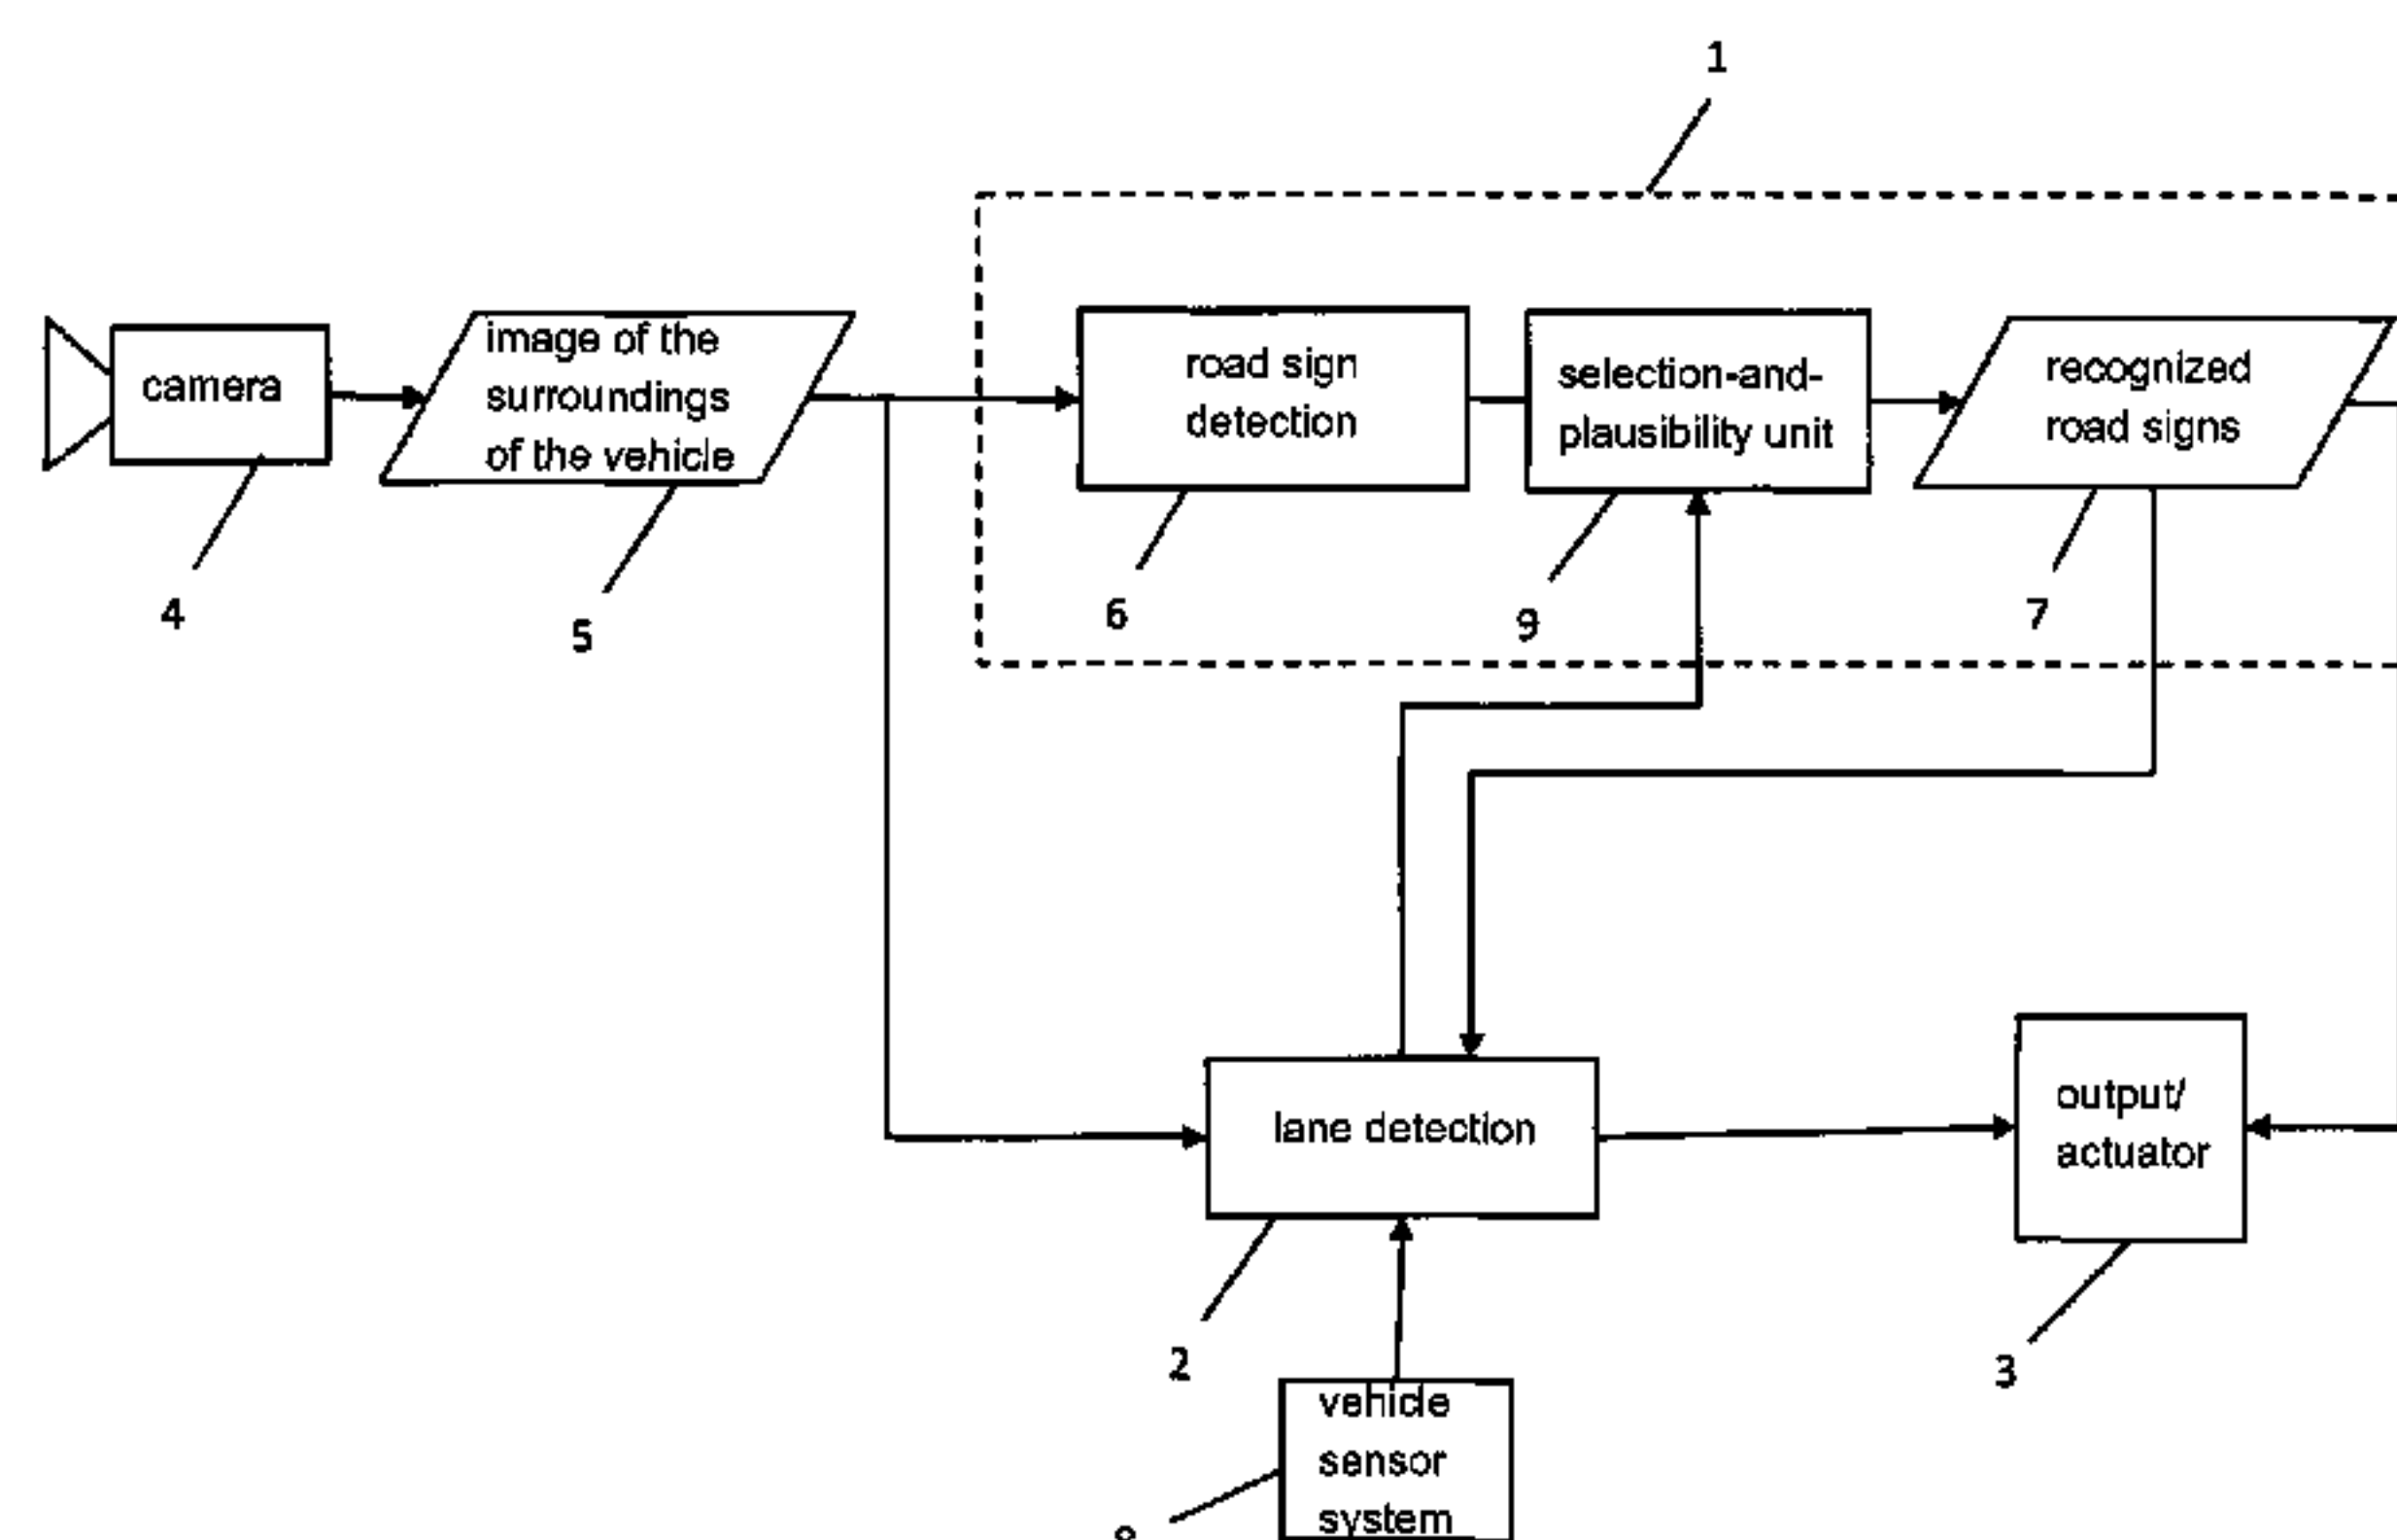 1
camera
image of the
surroundings
of the vehicle
road sign
detection
selection-and-
plausibility unit
recognized
road signs
4
5
6
9
7
lane detection
output/
actuator
2
3
vehicle
sensor
system